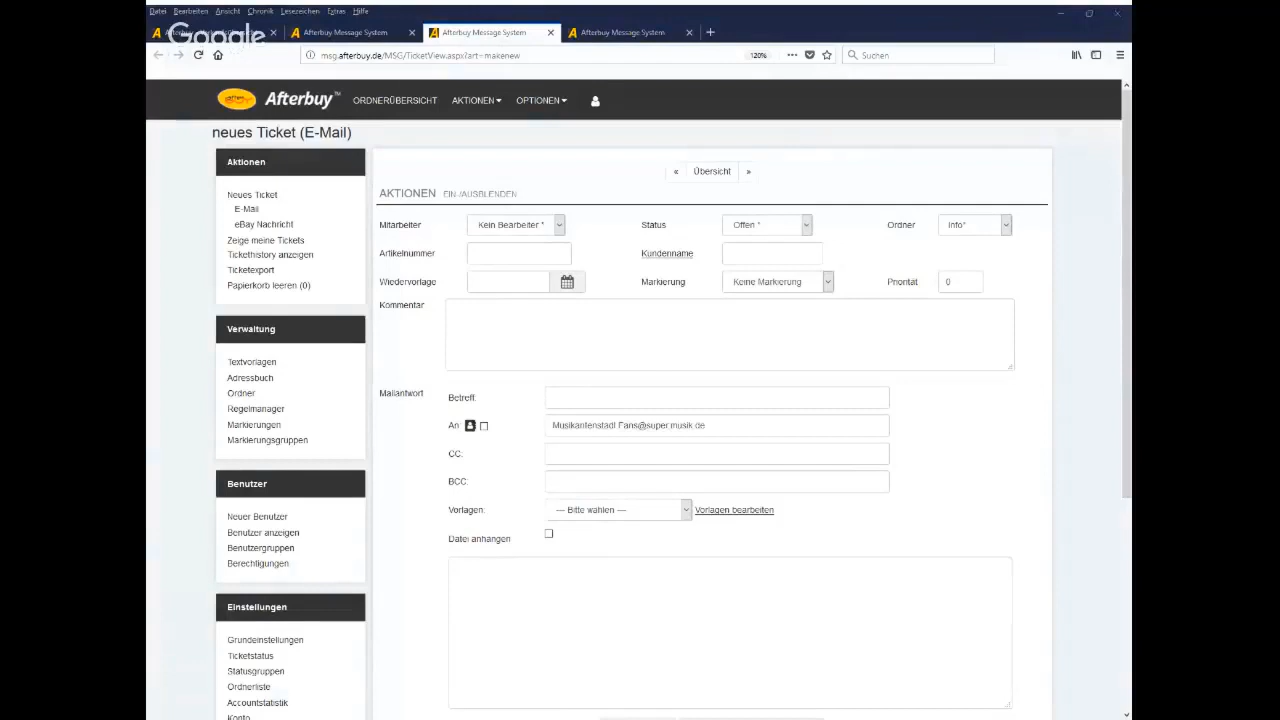 Datei Bearbeiten Ansicht Chronik Lesezeichen Extras Hilfe
Google
Afterbuy Message System
Afterbuy Message System
Afterbuy Message System
msg.afterbuy.de/MSG/TicketView.aspx?art=makenew
120%
Suchen
Afterbuy™ ORDNERÜBERSICHT AKTIONEN OPTIONEN
neues Ticket (E-Mail)
Aktionen
Neues Ticket
E-Mail
eBay Nachricht
Zeige meine Tickets
Tickethistory anzeigen
Ticketexport
Papierkorb leeren (0)
Verwaltung
Textvorlagen
Adressbuch
Ordner
Regelmanager
Markierungen
Markierungsgruppen
Benutzer
Neuer Benutzer
Benutzer anzeigen
Benutzergruppen
Berechtigungen
Einstellungen
Grundeinstellungen
Ticketstatus
Statusgruppen
Ordnerliste
Accountstatistik
Konto
« Übersicht »
AKTIONEN EIN-/AUSBLENDEN
Mitarbeiter Kein Bearbeiter * Status Offen * Ordner Info*
Artikelnummer Kundenname
Wiedervorlage Markierung Keine Markierung Priorität 0
Kommentar
Mailantwort
Betreff:
An Musikantenstadl Fans@super.musik.de
CC:
BCC:
Vorlagen: --- Bitte wählen --- Vorlagen bearbeiten
Datei anhängen